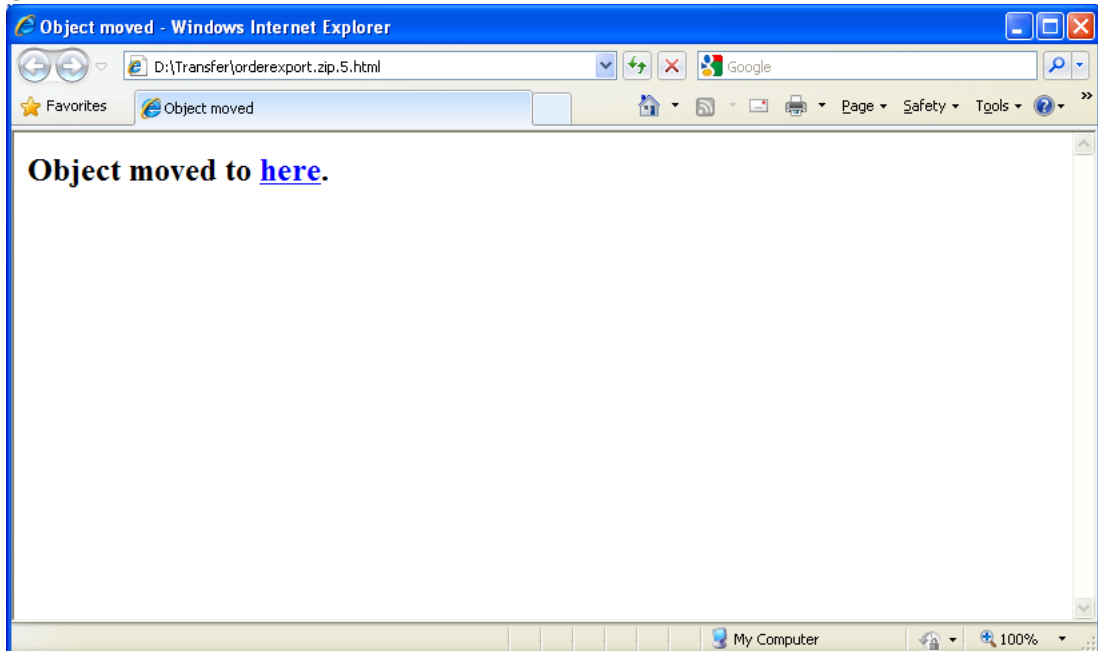 Object moved - Windows Internet Explorer
D:\Transfer\orderexport.zip.5.html
Google
Favorites
Object moved
Page
Safety
Tools
»
Object moved to here.
My Computer
100%